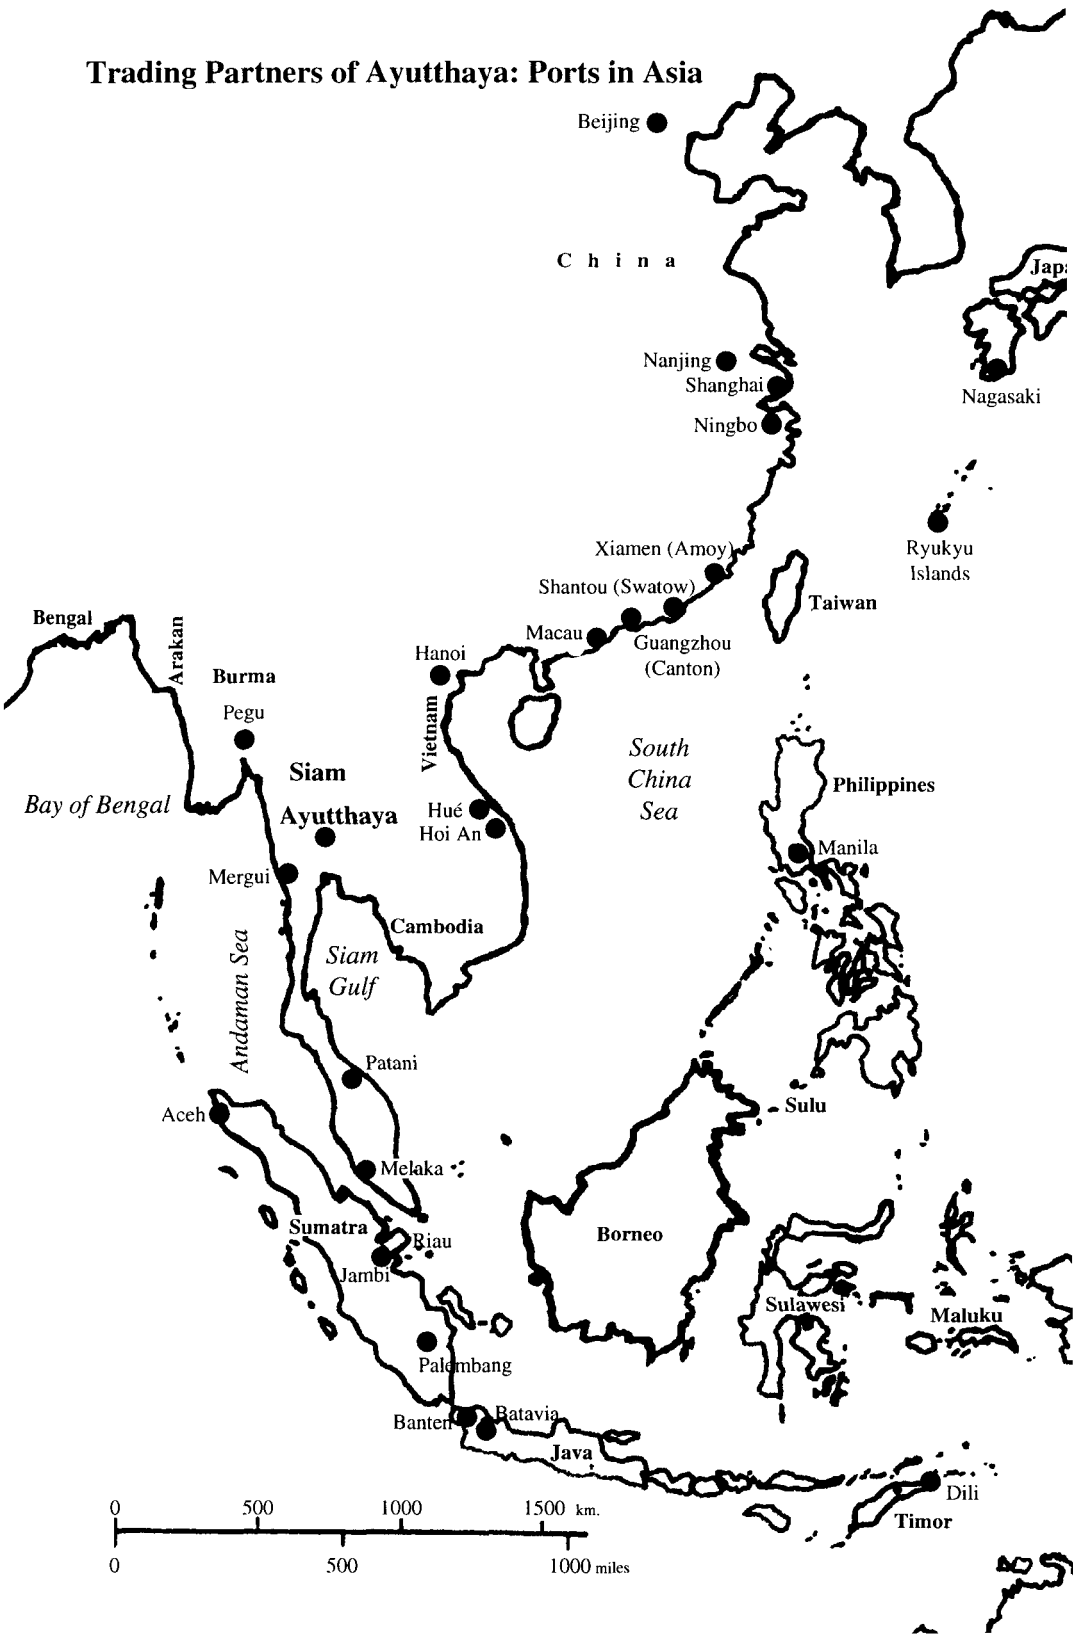 Trading Partners of Ayutthaya: Ports in Asia
Beijing
China
Japa
Nanjing
Shanghai
Nagasaki
Ningbo
Xiamen (Amoy)
Ryukyu
Islands
Shantou (Swatow)
Taiwan
Bengal
Arakan
Macau
Guangzhou
(Canton)
Hanoi
Burma
Pegu
Vietnam
South
China
Sea
Siam
Philippines
Bay of Bengal
Ayutthaya
Hué
Hoi An
Manila
Mergui
Cambodia
Siam
Gulf
Andaman Sea
Patani
Sulu
Aceh
Melaka
Sumatra
Riau
Borneo
Jambi
Sulawesi
Maluku
Palembang
Banten
Batavia
Java
Dili
Timor
0 500 1000 1500 km.
0 500 1000 miles